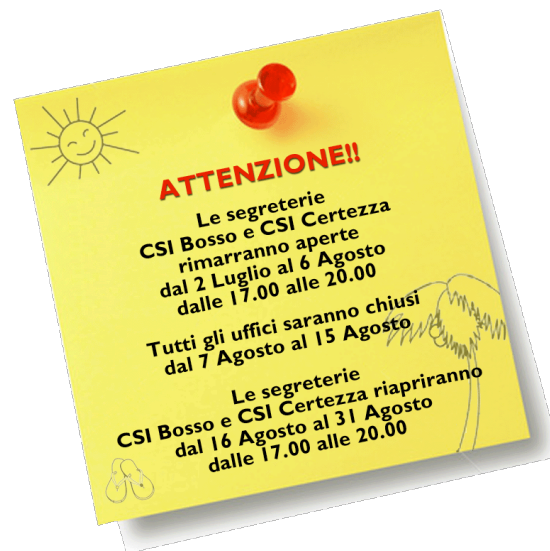 ATTENZIONE!!
Le segreterie
CSI Bosso e CSI Certezza
rimarranno aperte
dal 2 Luglio al 6 Agosto
dalle 17.00 alle 20.00
Tutti gli uffici saranno chiusi
dal 7 Agosto al 15 Agosto
Le segreterie
CSI Bosso e CSI Certezza riapriranno
dal 16 Agosto al 31 Agosto
dalle 17.00 alle 20.00